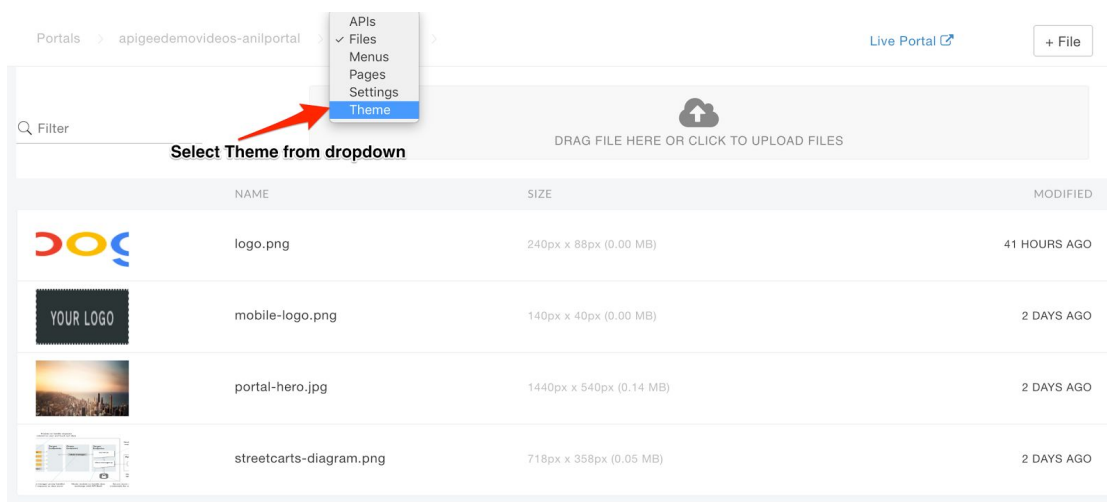 APIs
Portals > apigeedemovideos-anilportal > ✓ Files >
Live Portal
+ File
Menus
Pages
Settings
Theme
Filter
Select Theme from dropdown
DRAG FILE HERE OR CLICK TO UPLOAD FILES
NAME SIZE MODIFIED
logo.png 240px x 88px (0.00 MB) 41 HOURS AGO
YOUR LOGO
mobile-logo.png 140px x 40px (0.00 MB) 2 DAYS AGO
portal-hero.jpg 1440px x 540px (0.14 MB) 2 DAYS AGO
streetcarts-diagram.png 718px x 358px (0.05 MB) 2 DAYS AGO